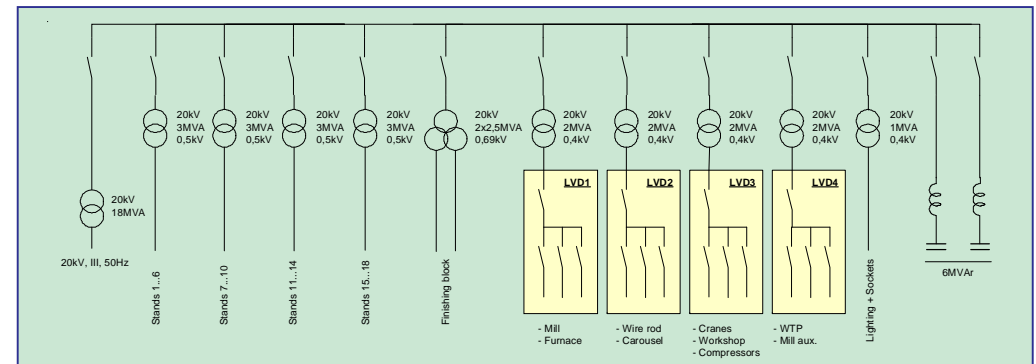 20kV
18MVA
20kV, III, 50Hz
20kV
3MVA
0,5kV
Stands 1...6
20kV
3MVA
0,5kV
Stands 7...10
20kV
3MVA
0,5kV
Stands 11...14
20kV
3MVA
0,5kV
Stands 15...18
20kV
2x2,5MVA
0,69kV
Finishing block
20kV
2MVA
0,4kV
LVD1
- Mill
- Furnace
20kV
2MVA
0,4kV
LVD2
- Wire rod
- Carousel
20kV
2MVA
0,4kV
LVD3
- Cranes
- Workshop
- Compressors
20kV
2MVA
0,4kV
LVD4
- WTP
- Mill aux.
20kV
1MVA
0,4kV
Lighting + Sockets
6MVAr